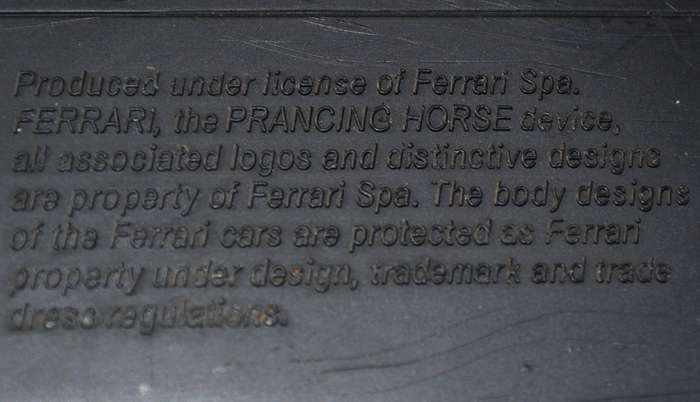 Produced under license of Ferrari Spa.
FERRARI, the PRANCING HORSE device,
all associated logos and distinctive designs
are property of Ferrari Spa. The body designs
of the Ferrari cars are protected as Ferrari
property under design, trademark and trade
dress regulations.